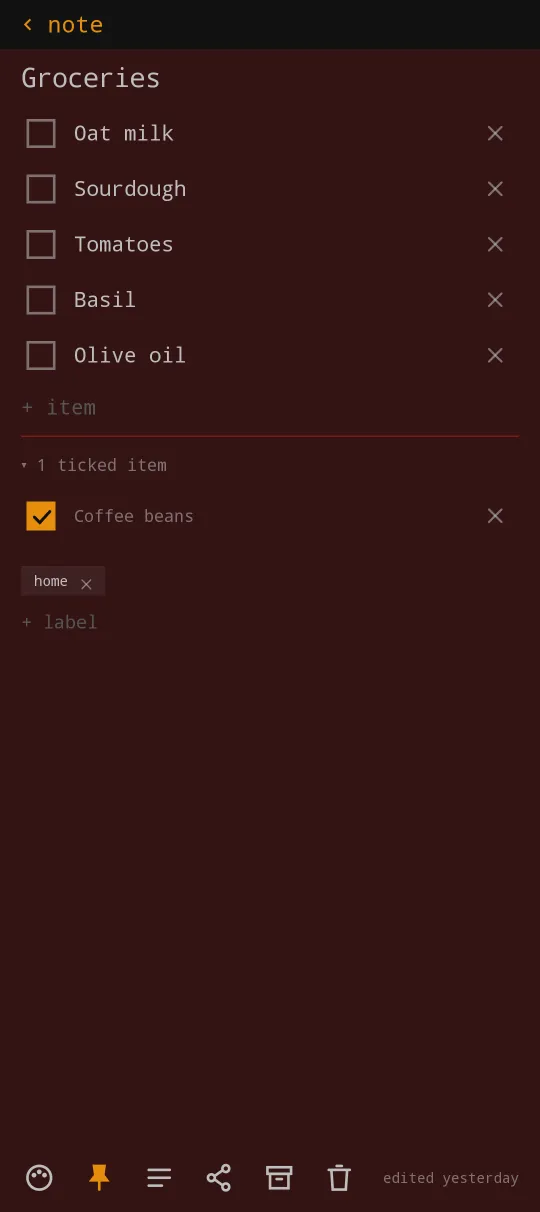 note
Groceries
Oat milk
Sourdough
Tomatoes
Basil
Olive oil
+ item
1 ticked item
Coffee beans
home
+ label
edited yesterday